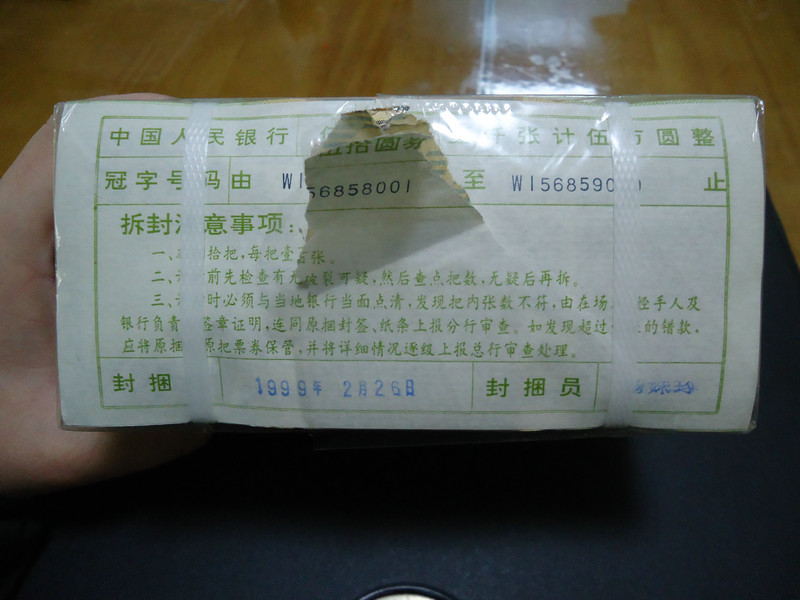 中国人民银行 伍拾圆券 张计伍万圆整
冠字号码由 WI56858001 至 WI56859 止
拆封注意事项:
一、 拾把,每把壹百张。
二、 前先检查有无破裂可疑,然后查点把数,无疑后再拆。
三、 时必须与当地银行当面点清,发现把内张数不符,由在场 经手人及
银行负责 签章证明,连同原捆封签、纸条上报分行审查。如发现超过 的错款,
应将原捆 原把票券保管,并将详细情况逐级上报总行审查处理。
封捆 1999年 2月26日 封捆员